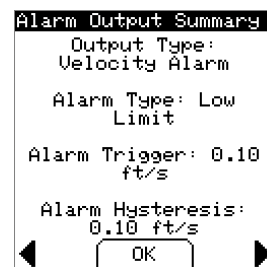 Alarm Output Summary
Output Type:
Velocity Alarm
Alarm Type: Low
Limit
Alarm Trigger: 0.10
ft/s
Alarm Hysteresis:
0.10 ft/s
OK